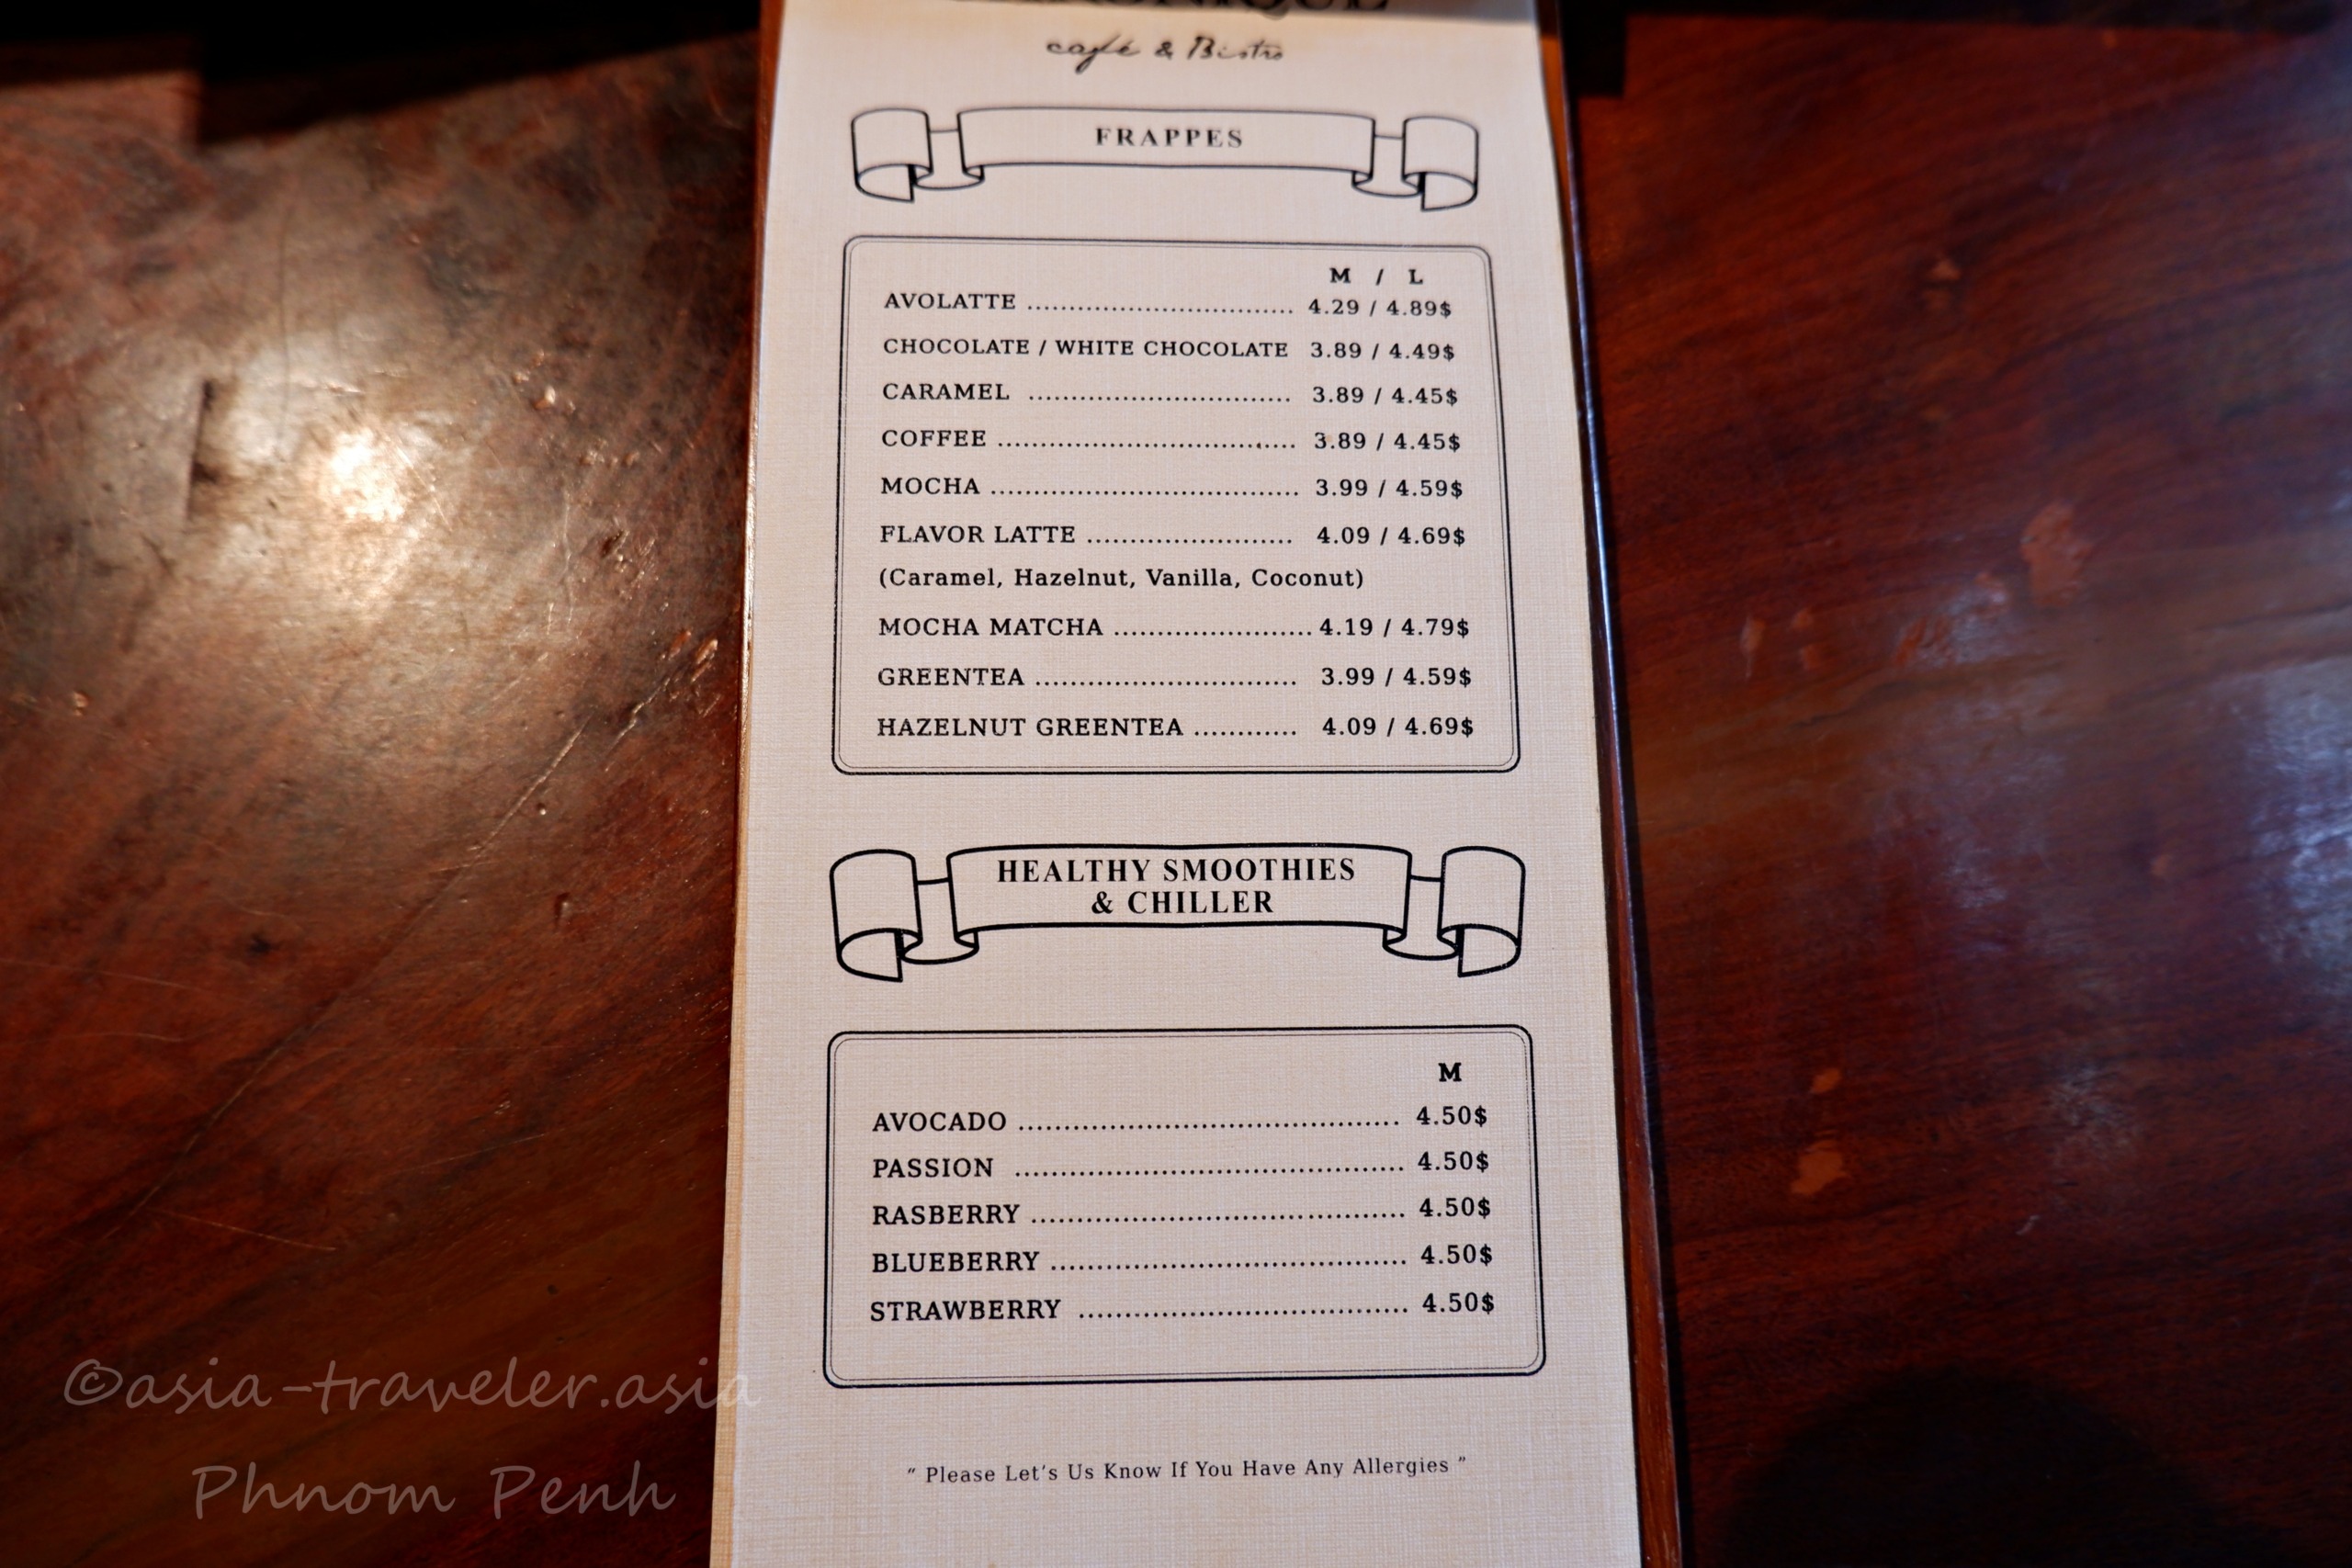 café & Bistro
FRAPPES
M / L
AVOLATTE ................................ 4.29 / 4.89$
CHOCOLATE / WHITE CHOCOLATE 3.89 / 4.49$
CARAMEL ............................... 3.89 / 4.45$
COFFEE ................................... 3.89 / 4.45$
MOCHA ..................................... 3.99 / 4.59$
FLAVOR LATTE ......................... 4.09 / 4.69$
(Caramel, Hazelnut, Vanilla, Coconut)
MOCHA MATCHA ........................ 4.19 / 4.79$
GREENTEA ............................... 3.99 / 4.59$
HAZELNUT GREENTEA ............ 4.09 / 4.69$
HEALTHY SMOOTHIES
& CHILLER
M
AVOCADO ......................................... 4.50$
PASSION .......................................... 4.50$
RASBERRY ........................................ 4.50$
BLUEBERRY ...................................... 4.50$
STRAWBERRY ................................... 4.50$
" Please Let's Us Know If You Have Any Allergies "
©asia-traveler.asia
Phnom Penh